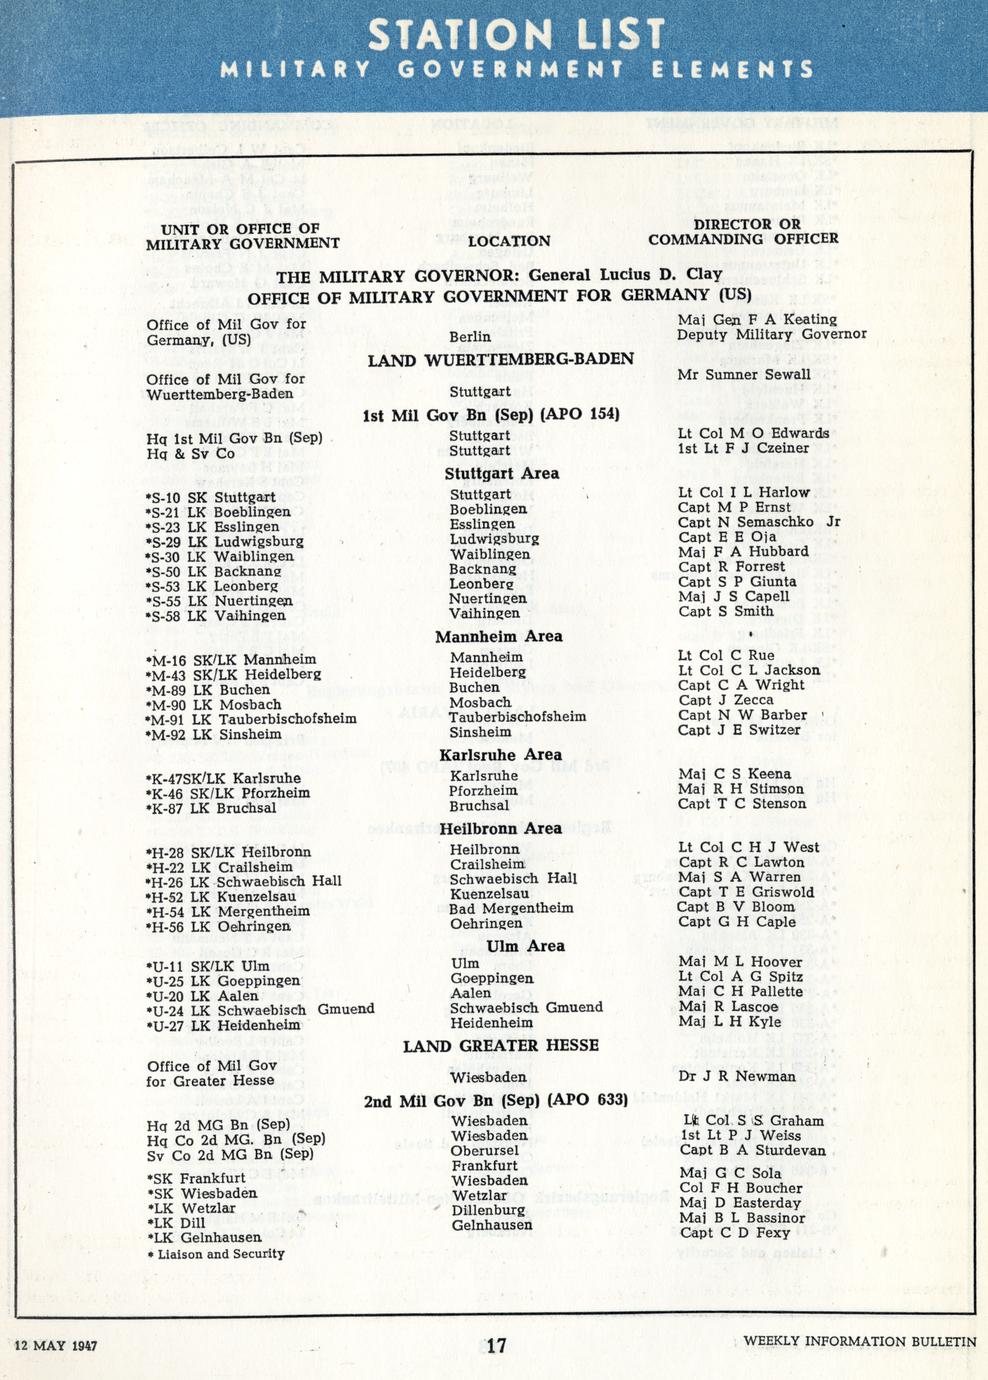 STATION LIST
MILITARY GOVERNMENT ELEMENTS
UNIT OR OFFICE OF MILITARY GOVERNMENT LOCATION DIRECTOR OR COMMANDING OFFICER
THE MILITARY GOVERNOR: General Lucius D. Clay
OFFICE OF MILITARY GOVERNMENT FOR GERMANY (US)
Office of Mil Gov for Germany, (US) Berlin Maj Gen F A Keating Deputy Military Governor
LAND WUERTTEMBERG-BADEN
Office of Mil Gov for Wuerttemberg-Baden Stuttgart Mr Sumner Sewall
1st Mil Gov Bn (Sep) (APO 154)
Hq 1st Mil Gov Bn (Sep) Stuttgart Lt Col M O Edwards
Hq & Sv Co Stuttgart 1st Lt F J Czeiner
Stuttgart Area
*S-10 SK Stuttgart Stuttgart Lt Col I L Harlow
*S-21 LK Boeblingen Boeblingen Capt M P Ernst
*S-23 LK Esslingen Esslingen Capt N Semaschko Jr
*S-29 LK Ludwigsburg Ludwigsburg Capt E E Oja
*S-30 LK Waiblingen Waiblingen Maj F A Hubbard
*S-50 LK Backnang Backnang Capt R Forrest
*S-53 LK Leonberg Leonberg Capt S P Giunta
*S-55 LK Nuertingen Nuertingen Maj J S Capell
*S-58 LK Vaihingen Vaihingen Capt S Smith
Mannheim Area
*M-16 SK/LK Mannheim Mannheim Lt Col C Rue
*M-43 SK/LK Heidelberg Heidelberg Lt Col C L Jackson
*M-89 LK Buchen Buchen Capt C A Wright
*M-90 LK Mosbach Mosbach Capt J Zecca
*M-91 LK Tauberbischofsheim Tauberbischofsheim Capt N W Barber
*M-92 LK Sinsheim Sinsheim Capt J E Switzer
Karlsruhe Area
*K-47SK/LK Karlsruhe Karlsruhe Maj C S Keena
*K-46 SK/LK Pforzheim Pforzheim Maj R H Stimson
*K-87 LK Bruchsal Bruchsal Capt T C Stenson
Heilbronn Area
*H-28 SK/LK Heilbronn Heilbronn Lt Col C H J West
*H-22 LK Crailsheim Crailsheim Capt R C Lawton
*H-26 LK Schwaebisch Hall Schwaebisch Hall Maj S A Warren
*H-52 LK Kuenzelsau Kuenzelsau Capt T E Griswold
*H-54 LK Mergentheim Bad Mergentheim Capt B V Bloom
*H-56 LK Oehringen Oehringen Capt G H Caple
Ulm Area
*U-11 SK/LK Ulm Ulm Maj M L Hoover
*U-25 LK Goeppingen Goeppingen Lt Col A G Spitz
*U-20 LK Aalen Aalen Maj C H Pallette
*U-24 LK Schwaebisch Gmuend Schwaebisch Gmuend Maj R Lascoe
*U-27 LK Heidenheim Heidenheim Maj L H Kyle
LAND GREATER HESSE
Office of Mil Gov for Greater Hesse Wiesbaden Dr J R Newman
2nd Mil Gov Bn (Sep) (APO 633)
Hq 2d MG Bn (Sep) Wiesbaden Lt Col S S Graham
Hq Co 2d MG. Bn (Sep) Wiesbaden 1st Lt P J Weiss
Sv Co 2d MG Bn (Sep) Oberursel Capt B A Sturdevan
*SK Frankfurt Frankfurt Maj G C Sola
*SK Wiesbaden Wiesbaden Col F H Boucher
*LK Wetzlar Wetzlar Maj D Easterday
*LK Dill Dillenburg Maj B L Bassinor
*LK Gelnhausen Gelnhausen Capt C D Fexy
* Liaison and Security
12 MAY 1947 17 WEEKLY INFORMATION BULLETIN